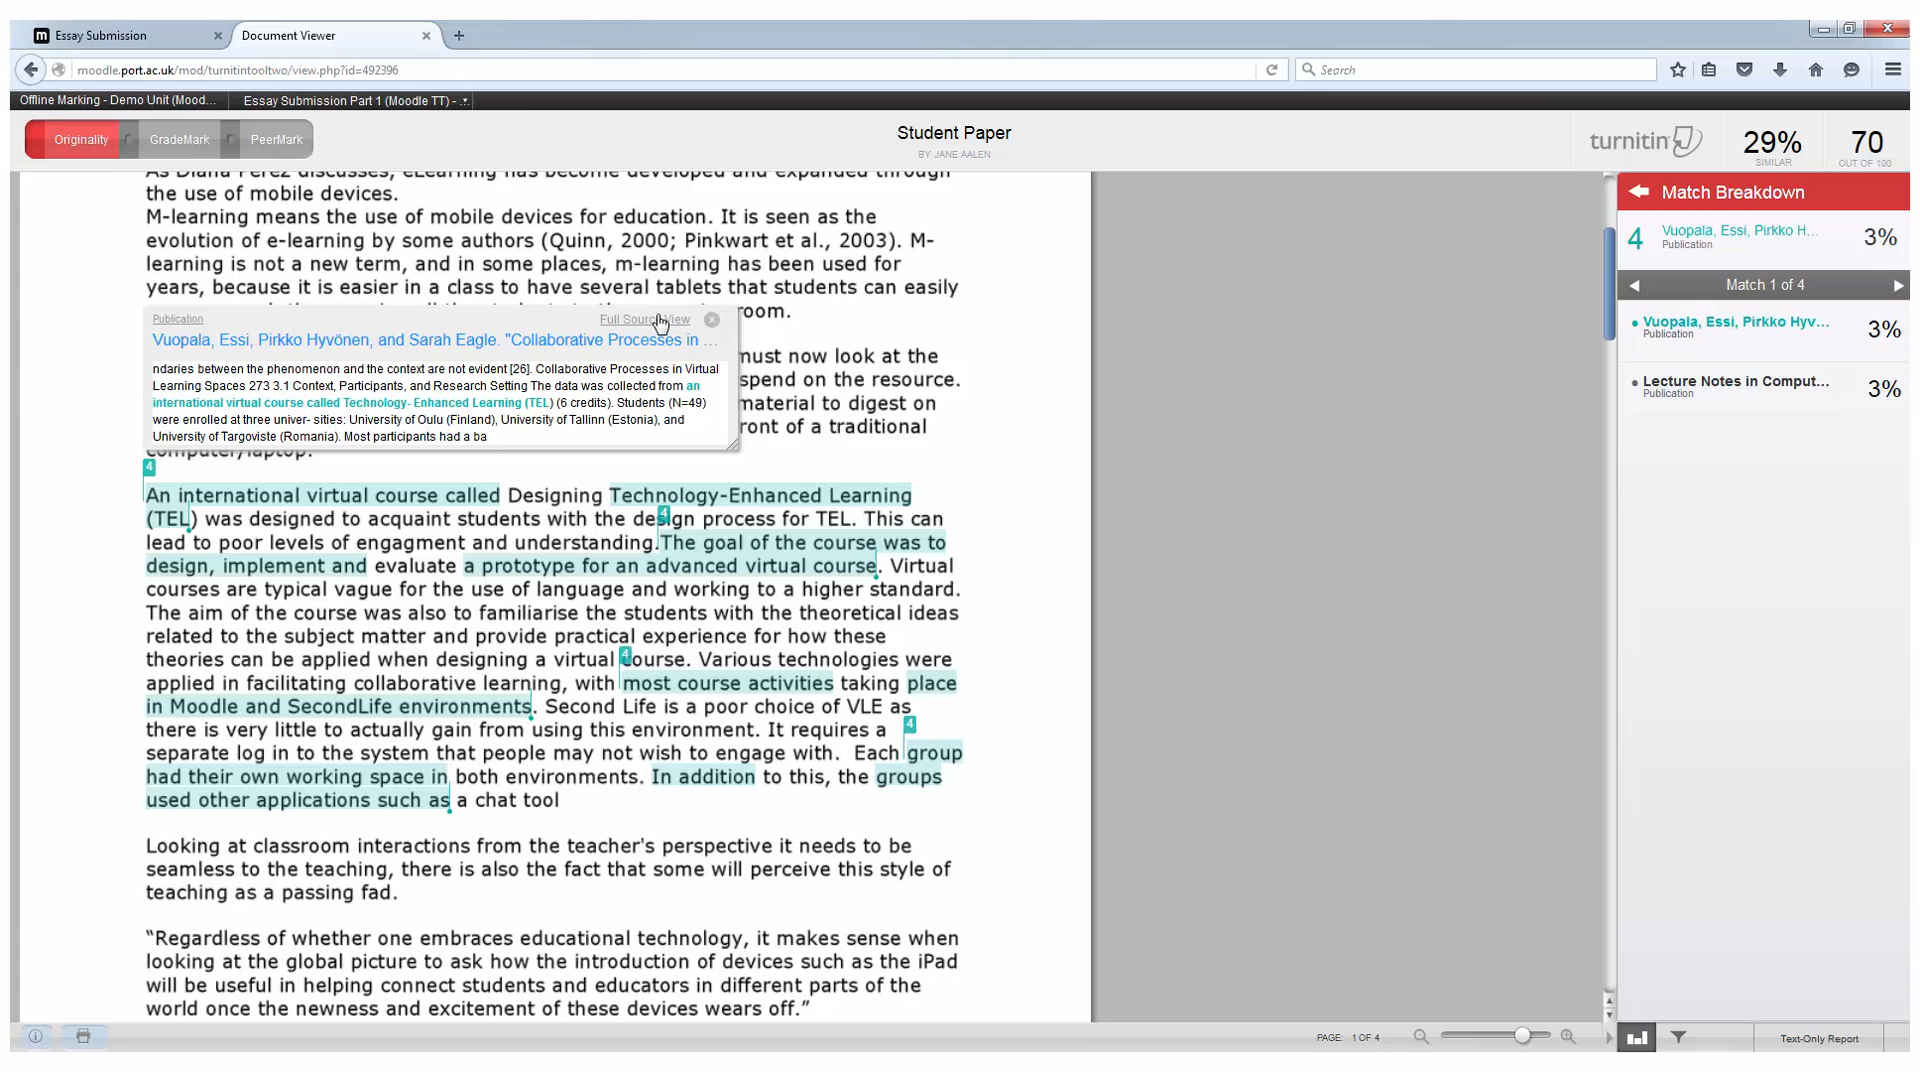 Essay Submission
Document Viewer
moodle.port.ac.uk/mod/turnitintooltwo/view.php?id=492396
Search
Offline Marking - Demo Unit (Mood...
Essay Submission Part 1 (Moodle TT) - ...
Originality
GradeMark
PeerMark
Student Paper
BY JANE AALEN
turnitin
29%
SIMILAR
70
OUT OF 100
As Diana Perez discusses, eLearning has become developed and expanded through
the use of mobile devices.
M-learning means the use of mobile devices for education. It is seen as the
evolution of e-learning by some authors (Quinn, 2000; Pinkwart et al., 2003). M-
learning is not a new term, and in some places, m-learning has been used for
years, because it is easier in a class to have several tablets that students can easily
room.
must now look at the
spend on the resource.
material to digest on
ront of a traditional
computer/laptop.
Publication
Full Source View
Vuopala, Essi, Pirkko Hyvönen, and Sarah Eagle. "Collaborative Processes in ...
ndaries between the phenomenon and the context are not evident [26]. Collaborative Processes in Virtual
Learning Spaces 273 3.1 Context, Participants, and Research Setting The data was collected from an
international virtual course called Technology- Enhanced Learning (TEL) (6 credits). Students (N=49)
were enrolled at three univer- sities: University of Oulu (Finland), University of Tallinn (Estonia), and
University of Targoviste (Romania). Most participants had a ba
4
An international virtual course called Designing Technology-Enhanced Learning
(TEL) was designed to acquaint students with the design process for TEL. This can
4
lead to poor levels of engagment and understanding.The goal of the course was to
design, implement and evaluate a prototype for an advanced virtual course. Virtual
courses are typical vague for the use of language and working to a higher standard.
The aim of the course was also to familiarise the students with the theoretical ideas
related to the subject matter and provide practical experience for how these
theories can be applied when designing a virtual course. Various technologies were
4
applied in facilitating collaborative learning, with most course activities taking place
in Moodle and SecondLife environments. Second Life is a poor choice of VLE as
there is very little to actually gain from using this environment. It requires a
4
separate log in to the system that people may not wish to engage with.  Each group
had their own working space in both environments. In addition to this, the groups
used other applications such as a chat tool
Looking at classroom interactions from the teacher's perspective it needs to be
seamless to the teaching, there is also the fact that some will perceive this style of
teaching as a passing fad.
“Regardless of whether one embraces educational technology, it makes sense when
looking at the global picture to ask how the introduction of devices such as the iPad
will be useful in helping connect students and educators in different parts of the
world once the newness and excitement of these devices wears off.”
Match Breakdown
4
Vuopala, Essi, Pirkko H...
Publication
3%
Match 1 of 4
Vuopala, Essi, Pirkko Hyv...
3%
Lecture Notes in Comput...
Publication
3%
PAGE: 1 OF 4
Text-Only Report